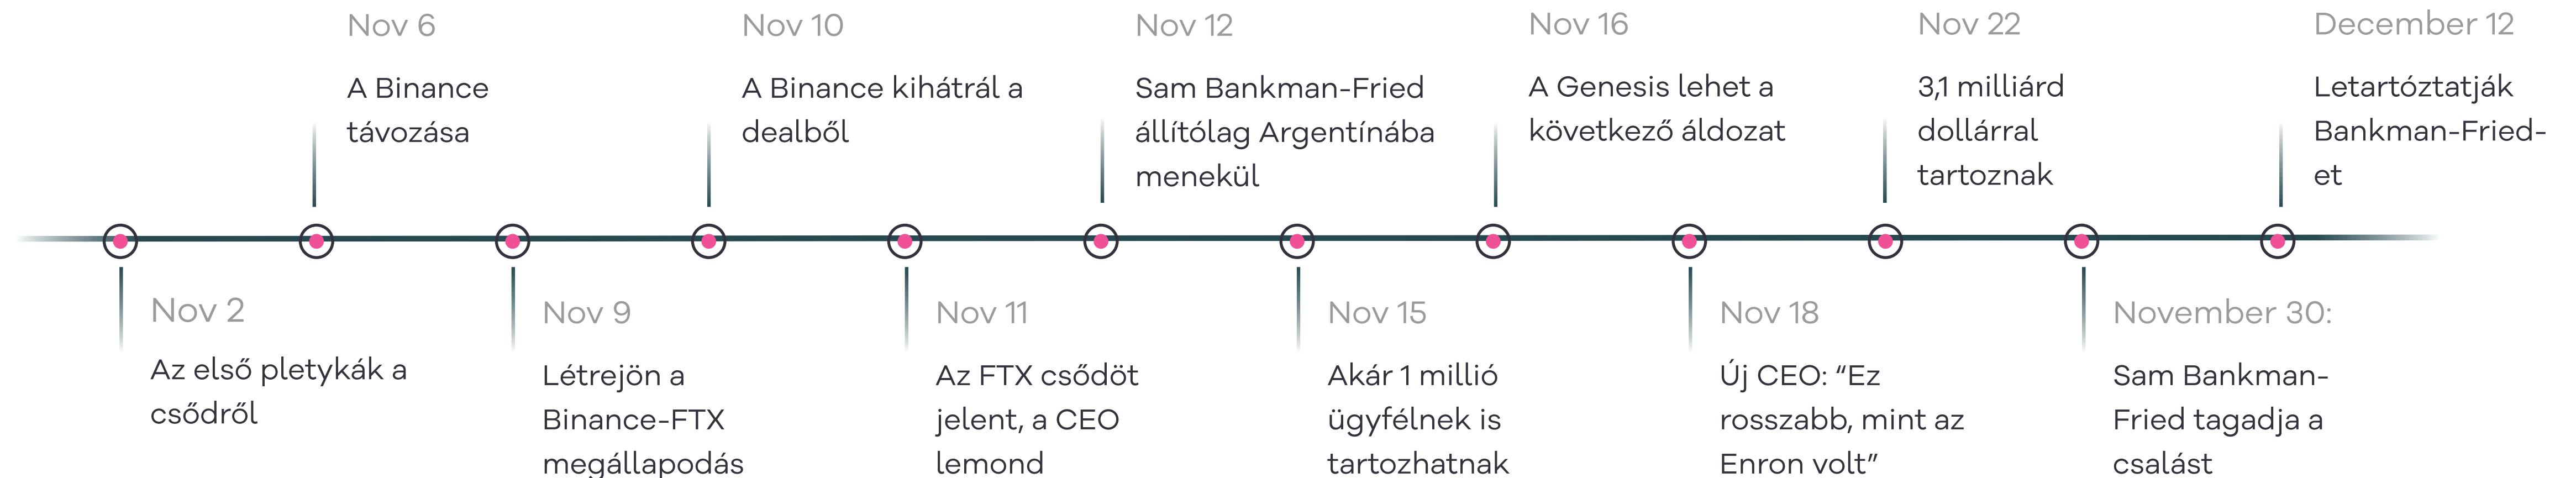 Nov 2
Az első pletykák a
csődről
Nov 6
A Binance
távozása
Nov 9
Létrejön a
Binance-FTX
megállapodás
Nov 10
A Binance kihátrál a
dealből
Nov 11
Az FTX csődöt
jelent, a CEO
lemond
Nov 12
Sam Bankman-Fried
állítólag Argentínába
menekül
Nov 15
Akár 1 millió
ügyfélnek is
tartozhatnak
Nov 16
A Genesis lehet a
következő áldozat
Nov 18
Új CEO: “Ez
rosszabb, mint az
Enron volt”
Nov 22
3,1 milliárd
dollárral
tartoznak
November 30:
Sam Bankman-
Fried tagadja a
csalást
December 12
Letartóztatják
Bankman-Fried-
et